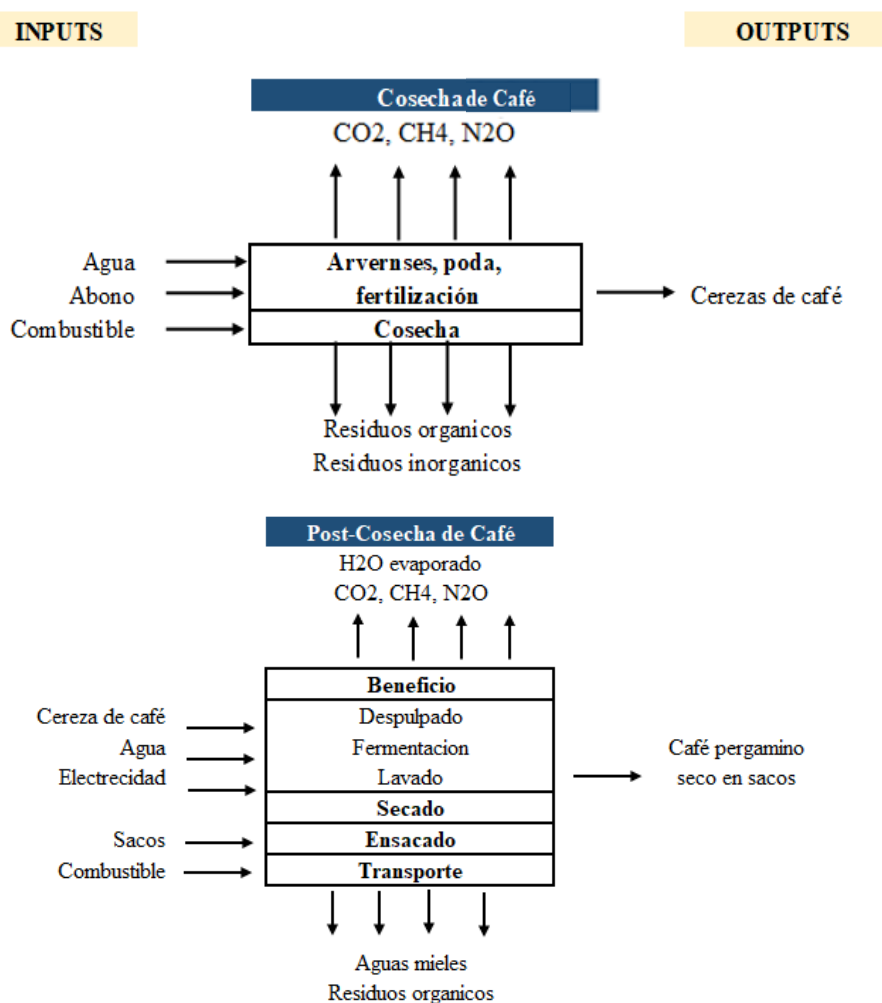 INPUTS
OUTPUTS
Cosecha de Café
CO2, CH4, N2O
Agua
Abono
Combustible
Arvernses, poda,
fertilización
Cosecha
Cerezas de café
Residuos organicos
Residuos inorganicos
Post-Cosecha de Café
H2O evaporado
CO2, CH4, N2O
Beneficio
Cereza de café
Despulpado
Agua
Fermentacion
Electrecidad
Lavado
Café pergamino
seco en sacos
Secado
Sacos
Ensacado
Combustible
Transporte
Aguas mieles
Residuos organicos